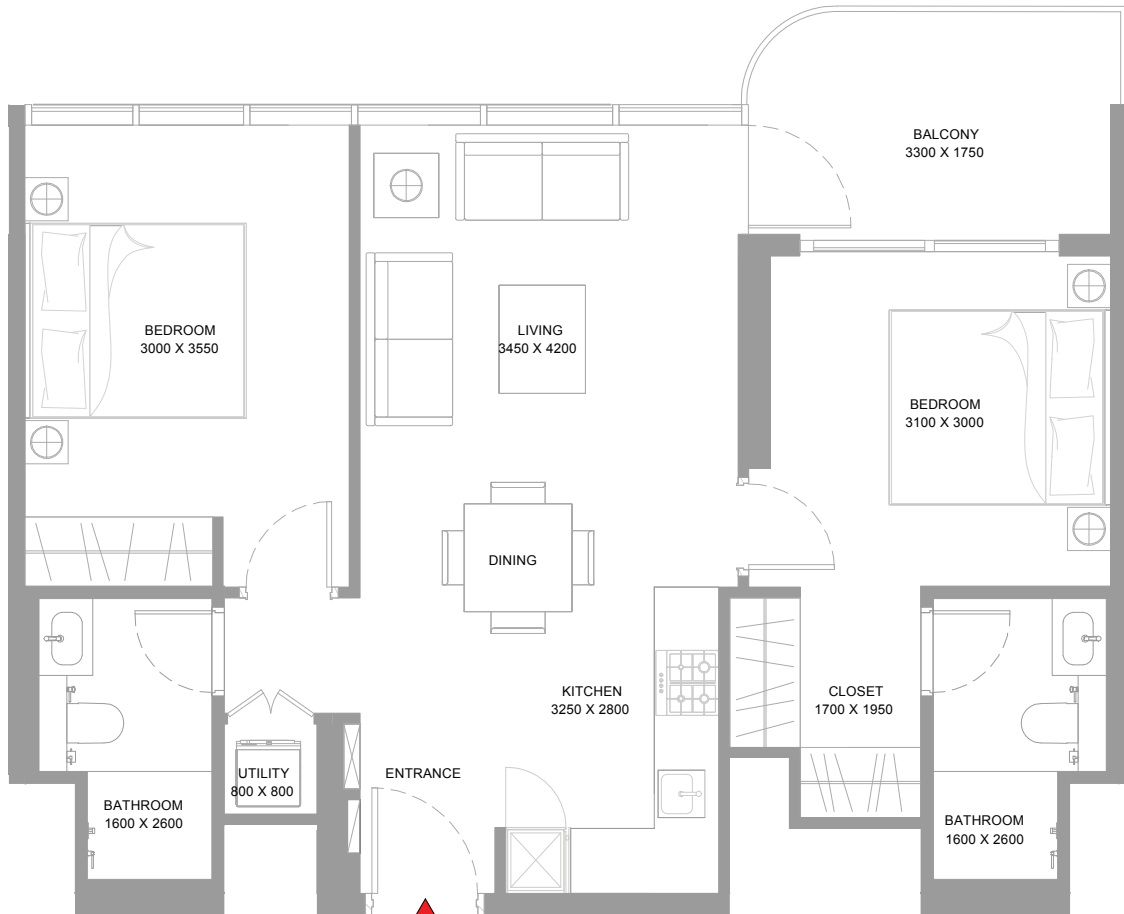 BALCONY
3300 X 1750
BEDROOM
3000 X 3550
LIVING
3450 X 4200
BEDROOM
3100 X 3000
DINING
KITCHEN
3250 X 2800
CLOSET
1700 X 1950
ENTRANCE
UTILITY
800 X 800
BATHROOM
1600 X 2600
BATHROOM
1600 X 2600